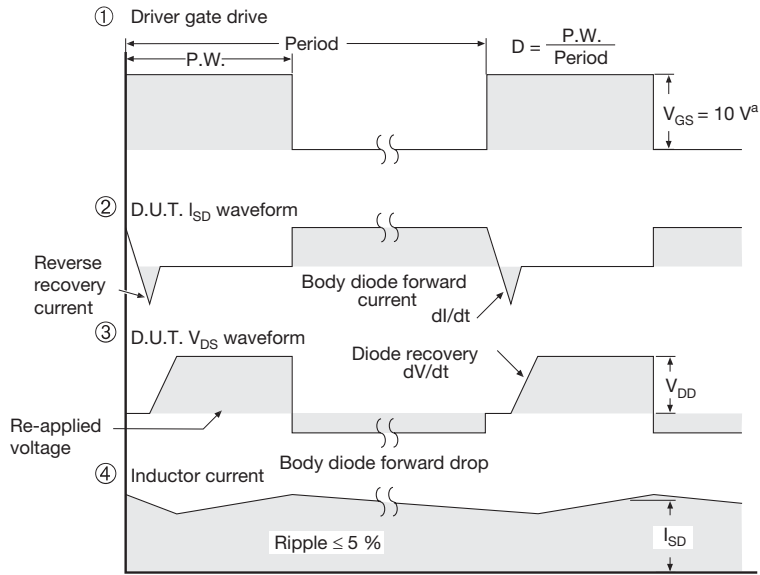 ① Driver gate drive
Period
P.W.
D = P.W. / Period
V_GS = 10 V^a
② D.U.T. I_SD waveform
Reverse
recovery
current
Body diode forward
current
dI/dt
③ D.U.T. V_DS waveform
Diode recovery
dV/dt
V_DD
Re-applied
voltage
Body diode forward drop
④ Inductor current
Ripple ≤ 5 %
I_SD